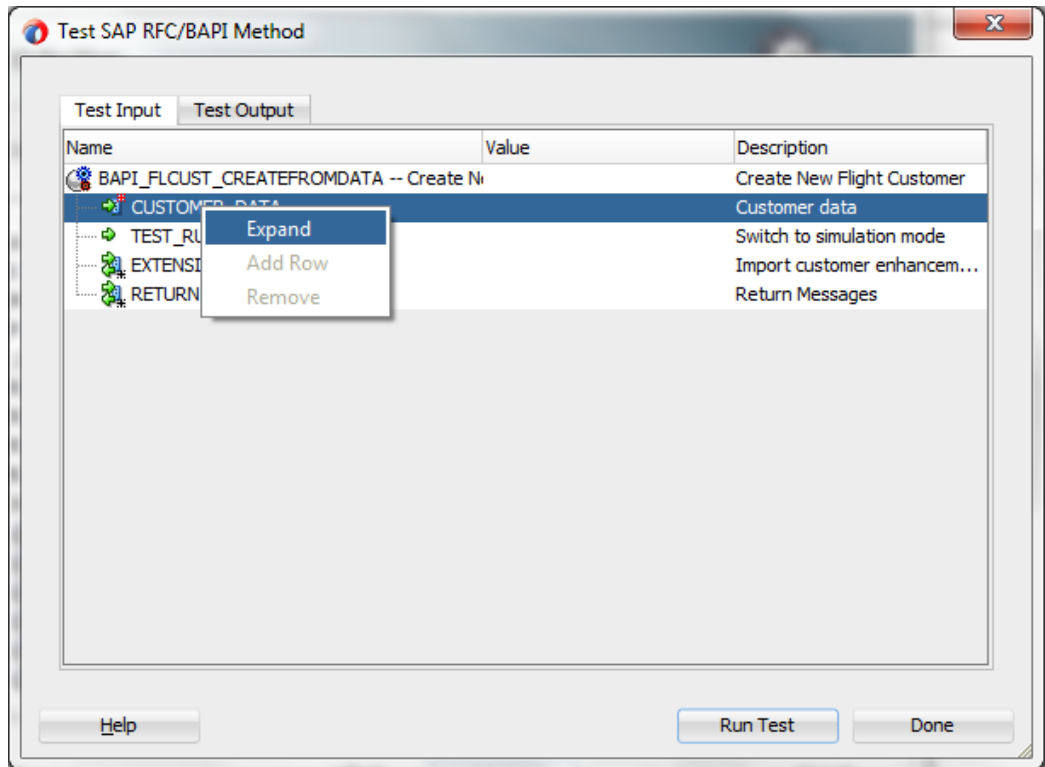 Test SAP RFC/BAPI Method
Test Input Test Output
Name Value Description
BAPI_FLCUST_CREATEFROMDATA -- Create Ne Create New Flight Customer
CUSTOMER_DATA Customer data
Expand
TEST_RU Switch to simulation mode
Add Row
EXTENSI Import customer enhancem...
Remove
RETURN Return Messages
Help Run Test Done